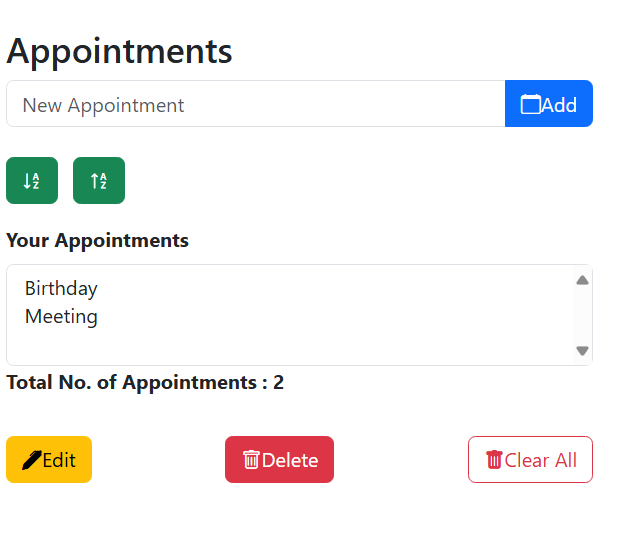 Appointments
New Appointment Add
A Z A Z
Your Appointments
Birthday
Meeting
Total No. of Appointments : 2
Edit Delete Clear All